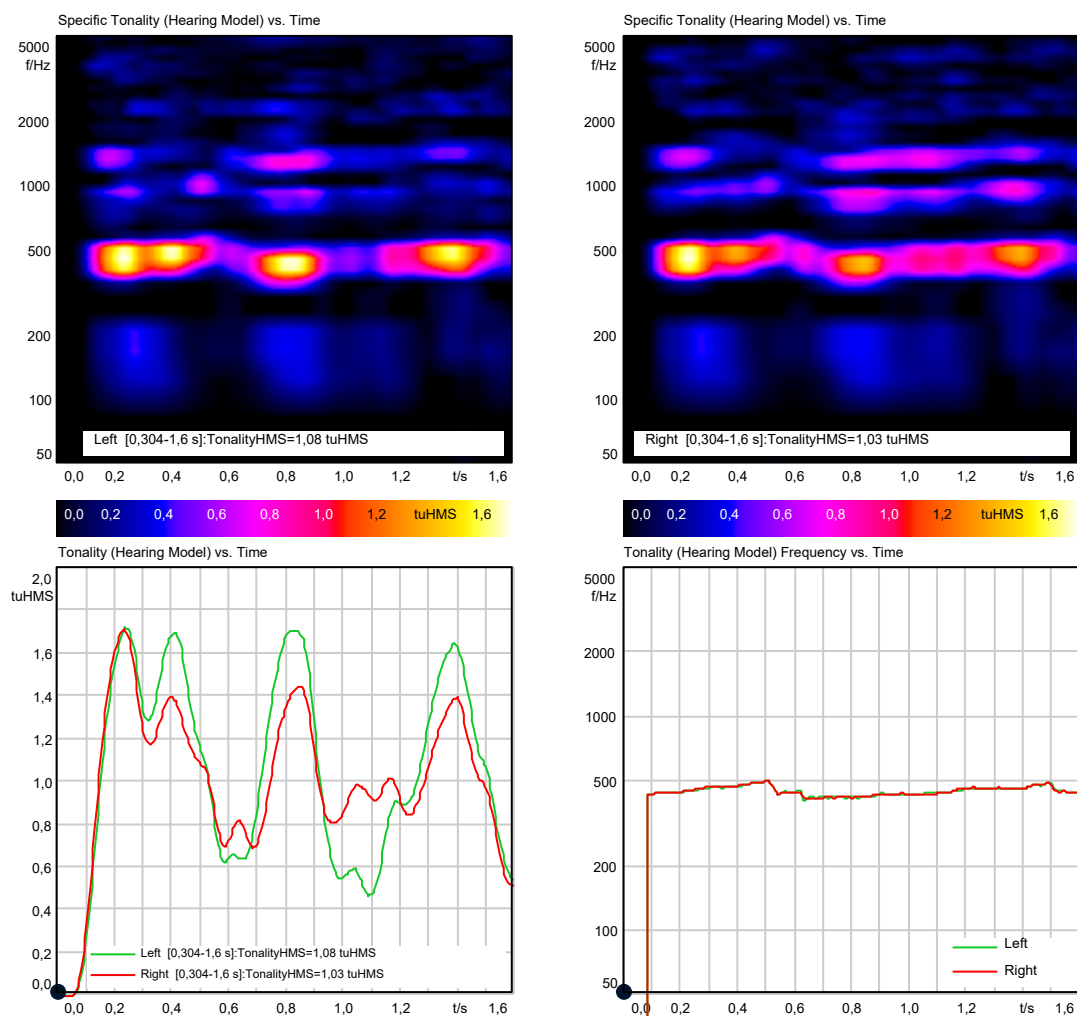 Specific Tonality (Hearing Model) vs. Time
5000
f/Hz
2000
1000
500
200
100
50
Left [0,304-1,6 s]:TonalityHMS=1,08 tuHMS
0,0 0,2 0,4 0,6 0,8 1,0 1,2 t/s 1,6
0,0 0,2 0,4 0,6 0,8 1,0 1,2 tuHMS 1,6
Specific Tonality (Hearing Model) vs. Time
5000
f/Hz
2000
1000
500
200
100
50
Right [0,304-1,6 s]:TonalityHMS=1,03 tuHMS
0,0 0,2 0,4 0,6 0,8 1,0 1,2 t/s 1,6
0,0 0,2 0,4 0,6 0,8 1,0 1,2 tuHMS 1,6
Tonality (Hearing Model) vs. Time
2,0
tuHMS
1,6
1,4
1,2
1,0
0,8
0,6
0,4
0,2
0,0
Left [0,304-1,6 s]:TonalityHMS=1,08 tuHMS
Right [0,304-1,6 s]:TonalityHMS=1,03 tuHMS
0,0 0,2 0,4 0,6 0,8 1,0 1,2 t/s 1,6
Tonality (Hearing Model) Frequency vs. Time
5000
f/Hz
2000
1000
500
200
100
50
Left
Right
0,0 0,2 0,4 0,6 0,8 1,0 1,2 t/s 1,6